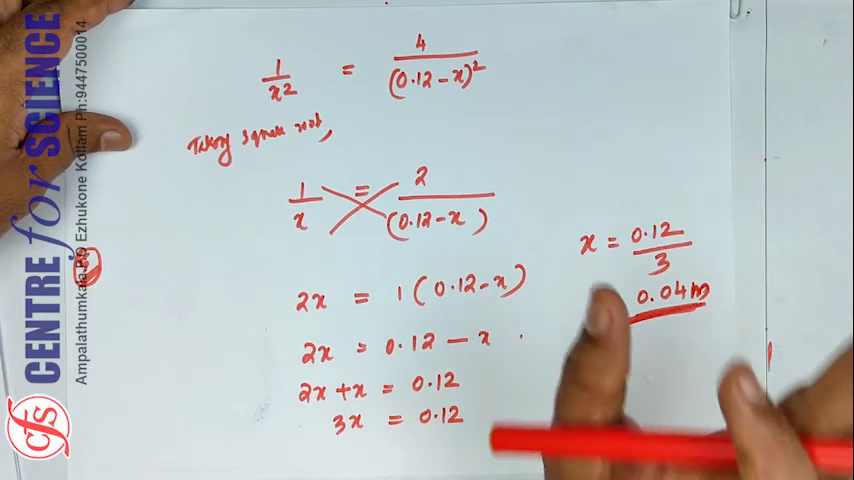 1/x² = 4/(0.12 - x)²
Taking square root,
1/x = 2/(0.12 - x)
2x = 1(0.12 - x)
2x = 0.12 - x
2x + x = 0.12
3x = 0.12
x = 0.12/3
0.04m
CENTRE for SCIENCE
Ampalathumkala P.O Ezhukone Kollam Ph:9447500014
cfs